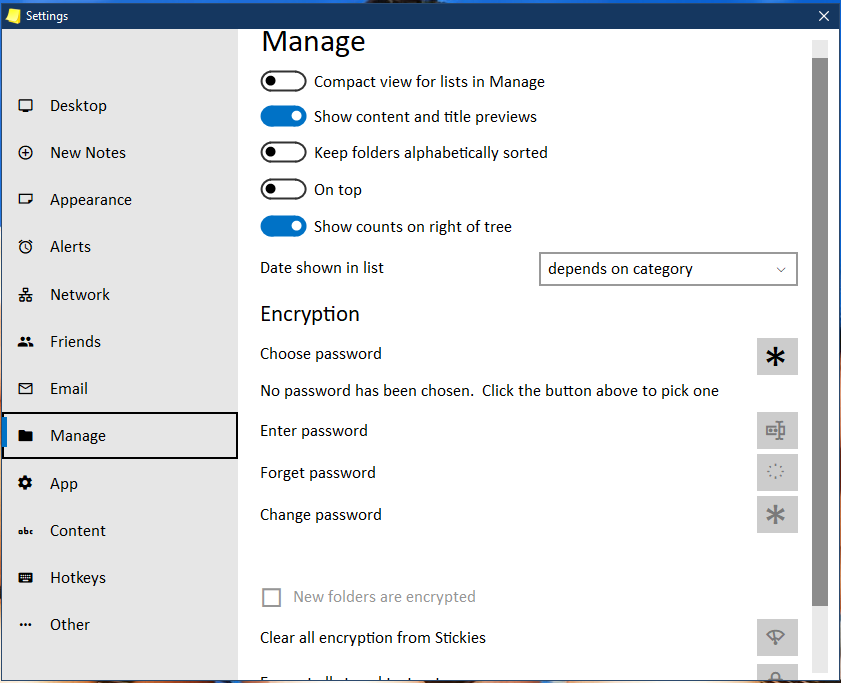 Settings
Manage
Desktop
New Notes
Appearance
Alerts
Network
Friends
Email
Manage
App
abc Content
Hotkeys
Other
Compact view for lists in Manage
Show content and title previews
Keep folders alphabetically sorted
On top
Show counts on right of tree
Date shown in list
depends on category
Encryption
Choose password
No password has been chosen.  Click the button above to pick one
Enter password
Forget password
Change password
New folders are encrypted
Clear all encryption from Stickies